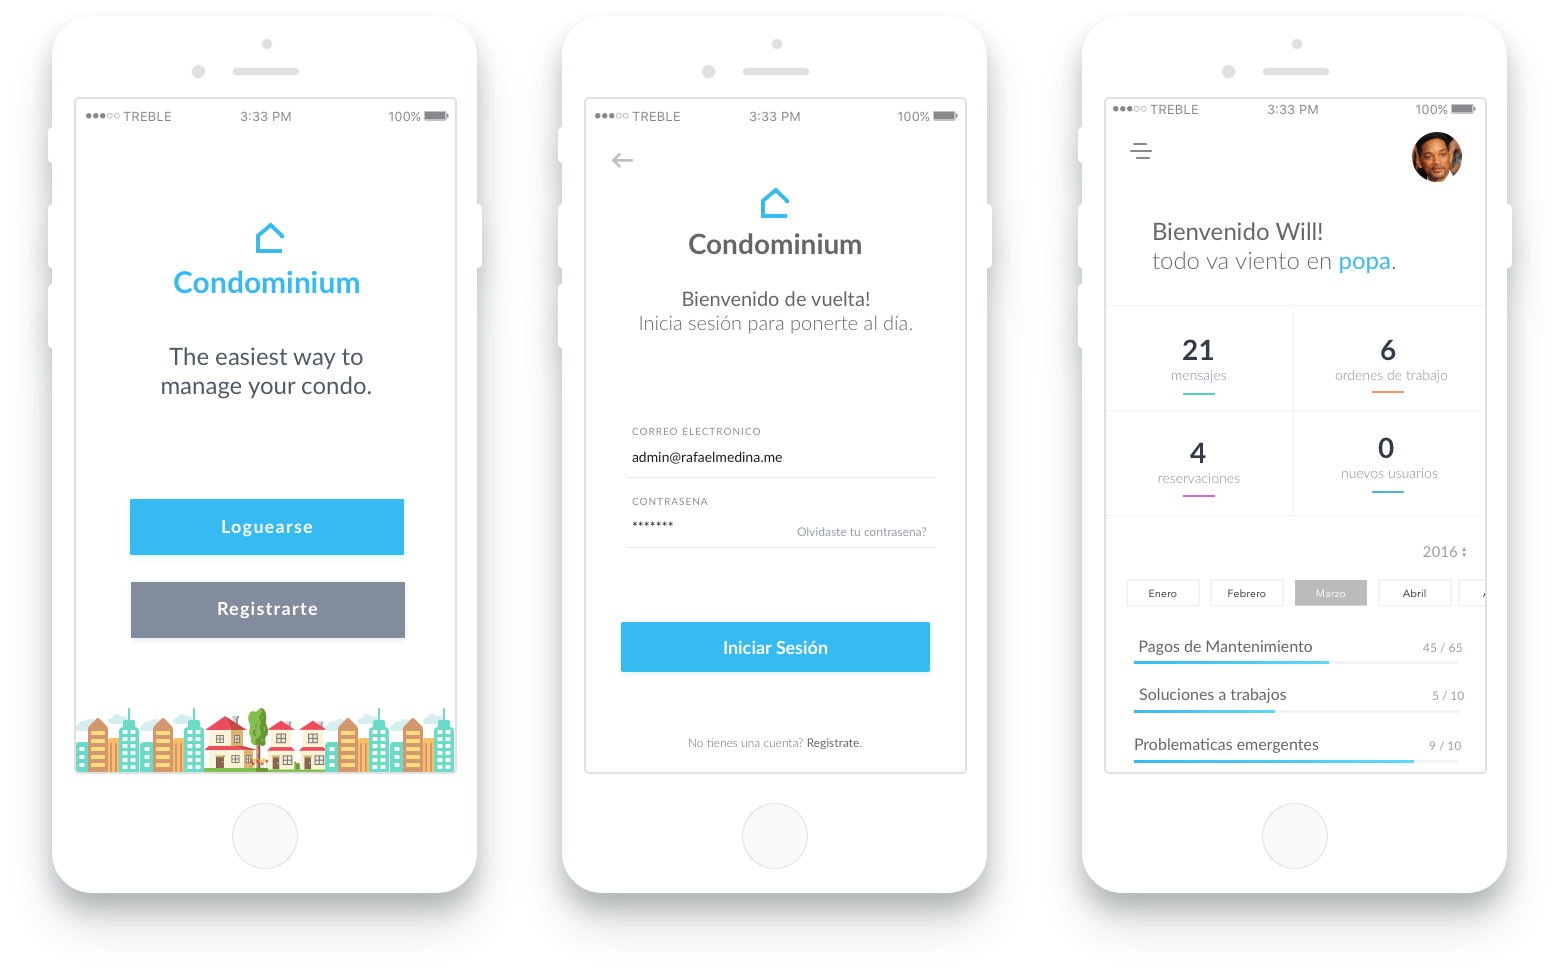 TREBLE 3:33 PM 100%
Condominium
The easiest way to
manage your condo.
Loguearse
Registrarte
TREBLE 3:33 PM 100%
Condominium
Bienvenido de vuelta!
Inicia sesión para ponerte al día.
CORREO ELECTRONICO
admin@rafaelmedina.me
CONTRASENA
*******
Olvidaste tu contrasena?
Iniciar Sesión
No tienes una cuenta? Registrate.
TREBLE 3:33 PM 100%
Bienvenido Will!
todo va viento en popa.
21
mensajes
6
ordenes de trabajo
4
reservaciones
0
nuevos usuarios
2016
Enero Febrero Marzo Abril
Pagos de Mantenimiento 45 / 65
Soluciones a trabajos 5 / 10
Problematicas emergentes 9 / 10